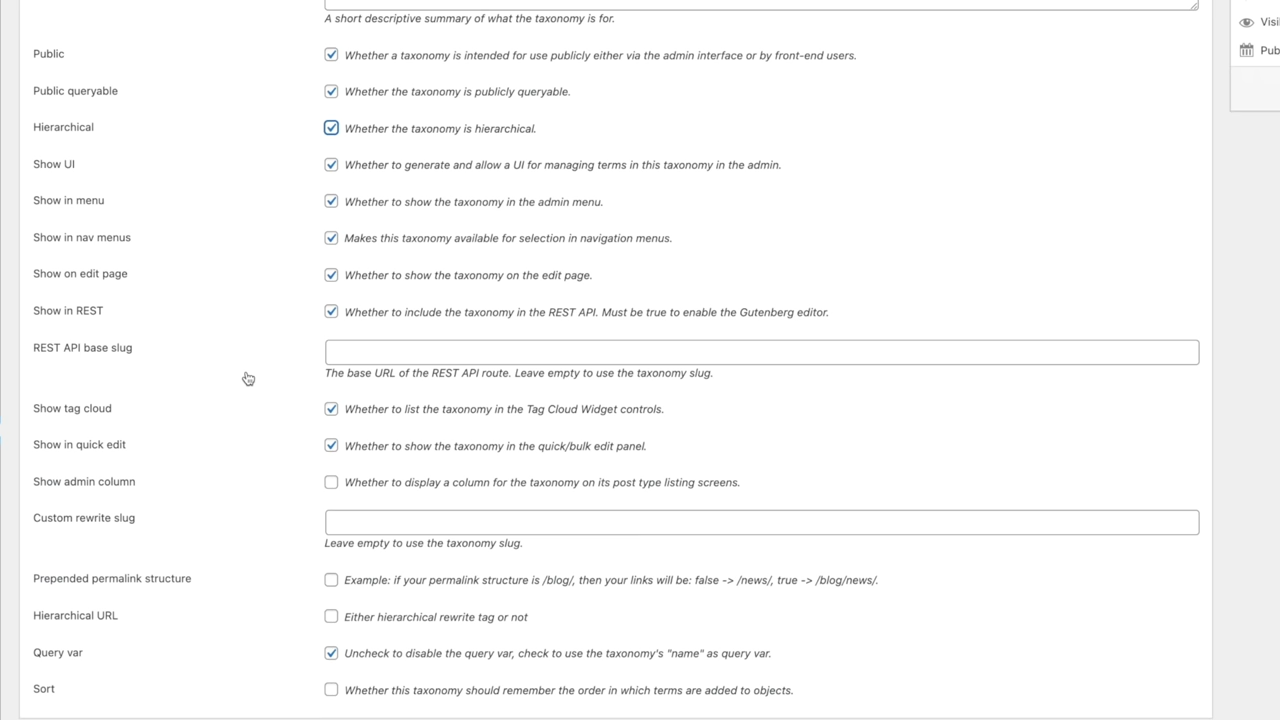 A short descriptive summary of what the taxonomy is for.
Visi
Public Whether a taxonomy is intended for use publicly either via the admin interface or by front-end users.
Pub
Public queryable Whether the taxonomy is publicly queryable.
Hierarchical Whether the taxonomy is hierarchical.
Show UI Whether to generate and allow a UI for managing terms in this taxonomy in the admin.
Show in menu Whether to show the taxonomy in the admin menu.
Show in nav menus Makes this taxonomy available for selection in navigation menus.
Show on edit page Whether to show the taxonomy on the edit page.
Show in REST Whether to include the taxonomy in the REST API. Must be true to enable the Gutenberg editor.
REST API base slug
The base URL of the REST API route. Leave empty to use the taxonomy slug.
Show tag cloud Whether to list the taxonomy in the Tag Cloud Widget controls.
Show in quick edit Whether to show the taxonomy in the quick/bulk edit panel.
Show admin column Whether to display a column for the taxonomy on its post type listing screens.
Custom rewrite slug
Leave empty to use the taxonomy slug.
Prepended permalink structure Example: if your permalink structure is /blog/, then your links will be: false -> /news/, true -> /blog/news/.
Hierarchical URL Either hierarchical rewrite tag or not
Query var Uncheck to disable the query var, check to use the taxonomy's "name" as query var.
Sort Whether this taxonomy should remember the order in which terms are added to objects.